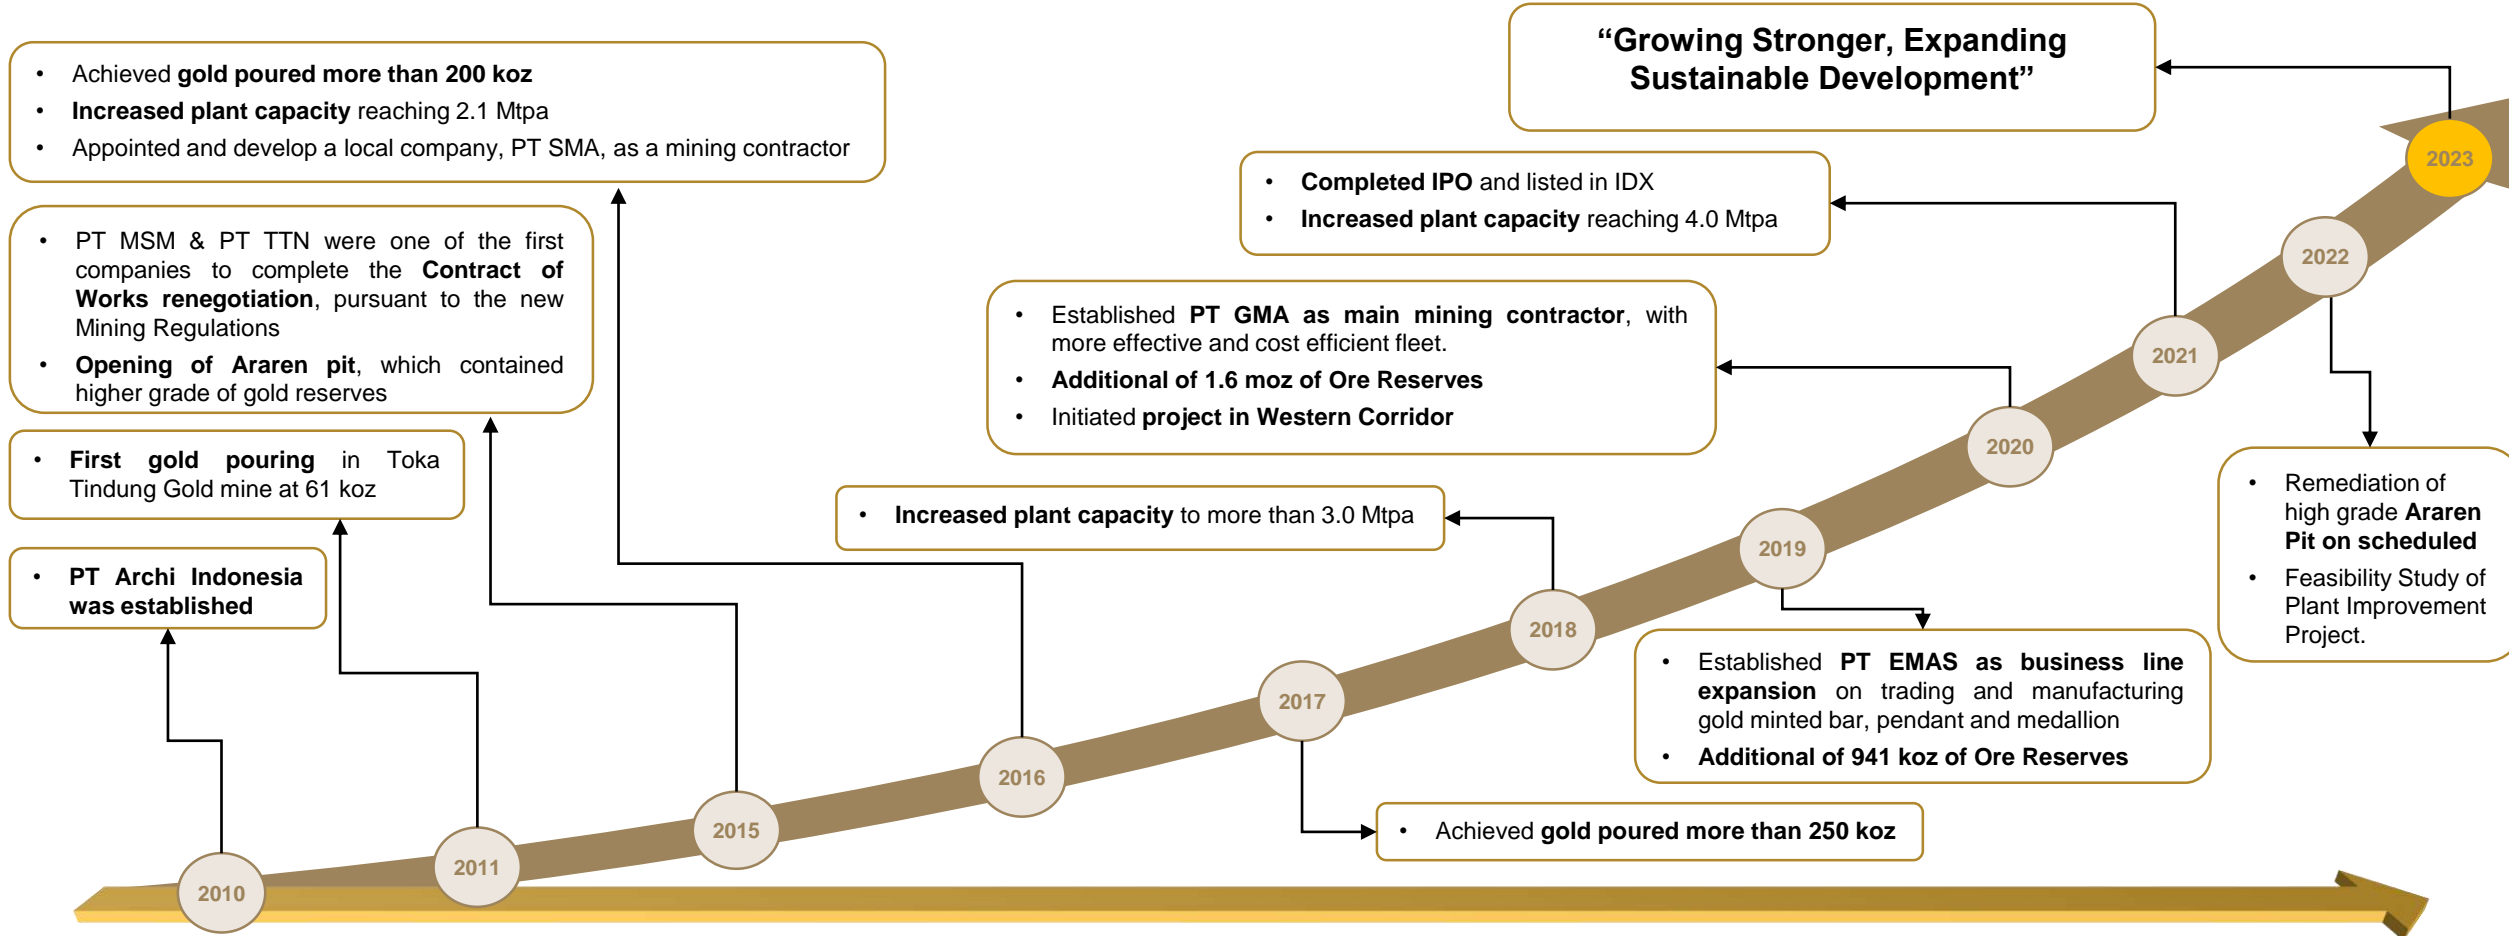 “Growing Stronger, Expanding
Sustainable Development”
• Achieved gold poured more than 200 koz
• Increased plant capacity reaching 2.1 Mtpa
• Appointed and develop a local company, PT SMA, as a mining contractor
• Completed IPO and listed in IDX
• Increased plant capacity reaching 4.0 Mtpa
• PT MSM & PT TTN were one of the first
companies to complete the Contract of
Works renegotiation, pursuant to the new
Mining Regulations
• Opening of Araren pit, which contained
higher grade of gold reserves
• Established PT GMA as main mining contractor, with
more effective and cost efficient fleet.
• Additional of 1.6 moz of Ore Reserves
• Initiated project in Western Corridor
• First gold pouring in Toka
Tindung Gold mine at 61 koz
• Increased plant capacity to more than 3.0 Mtpa
• Remediation of
high grade Araren
Pit on scheduled
• Feasibility Study of
Plant Improvement
Project.
• PT Archi Indonesia
was established
• Established PT EMAS as business line
expansion on trading and manufacturing
gold minted bar, pendant and medallion
• Additional of 941 koz of Ore Reserves
• Achieved gold poured more than 250 koz
2010
2011
2015
2016
2017
2018
2019
2020
2021
2022
2023